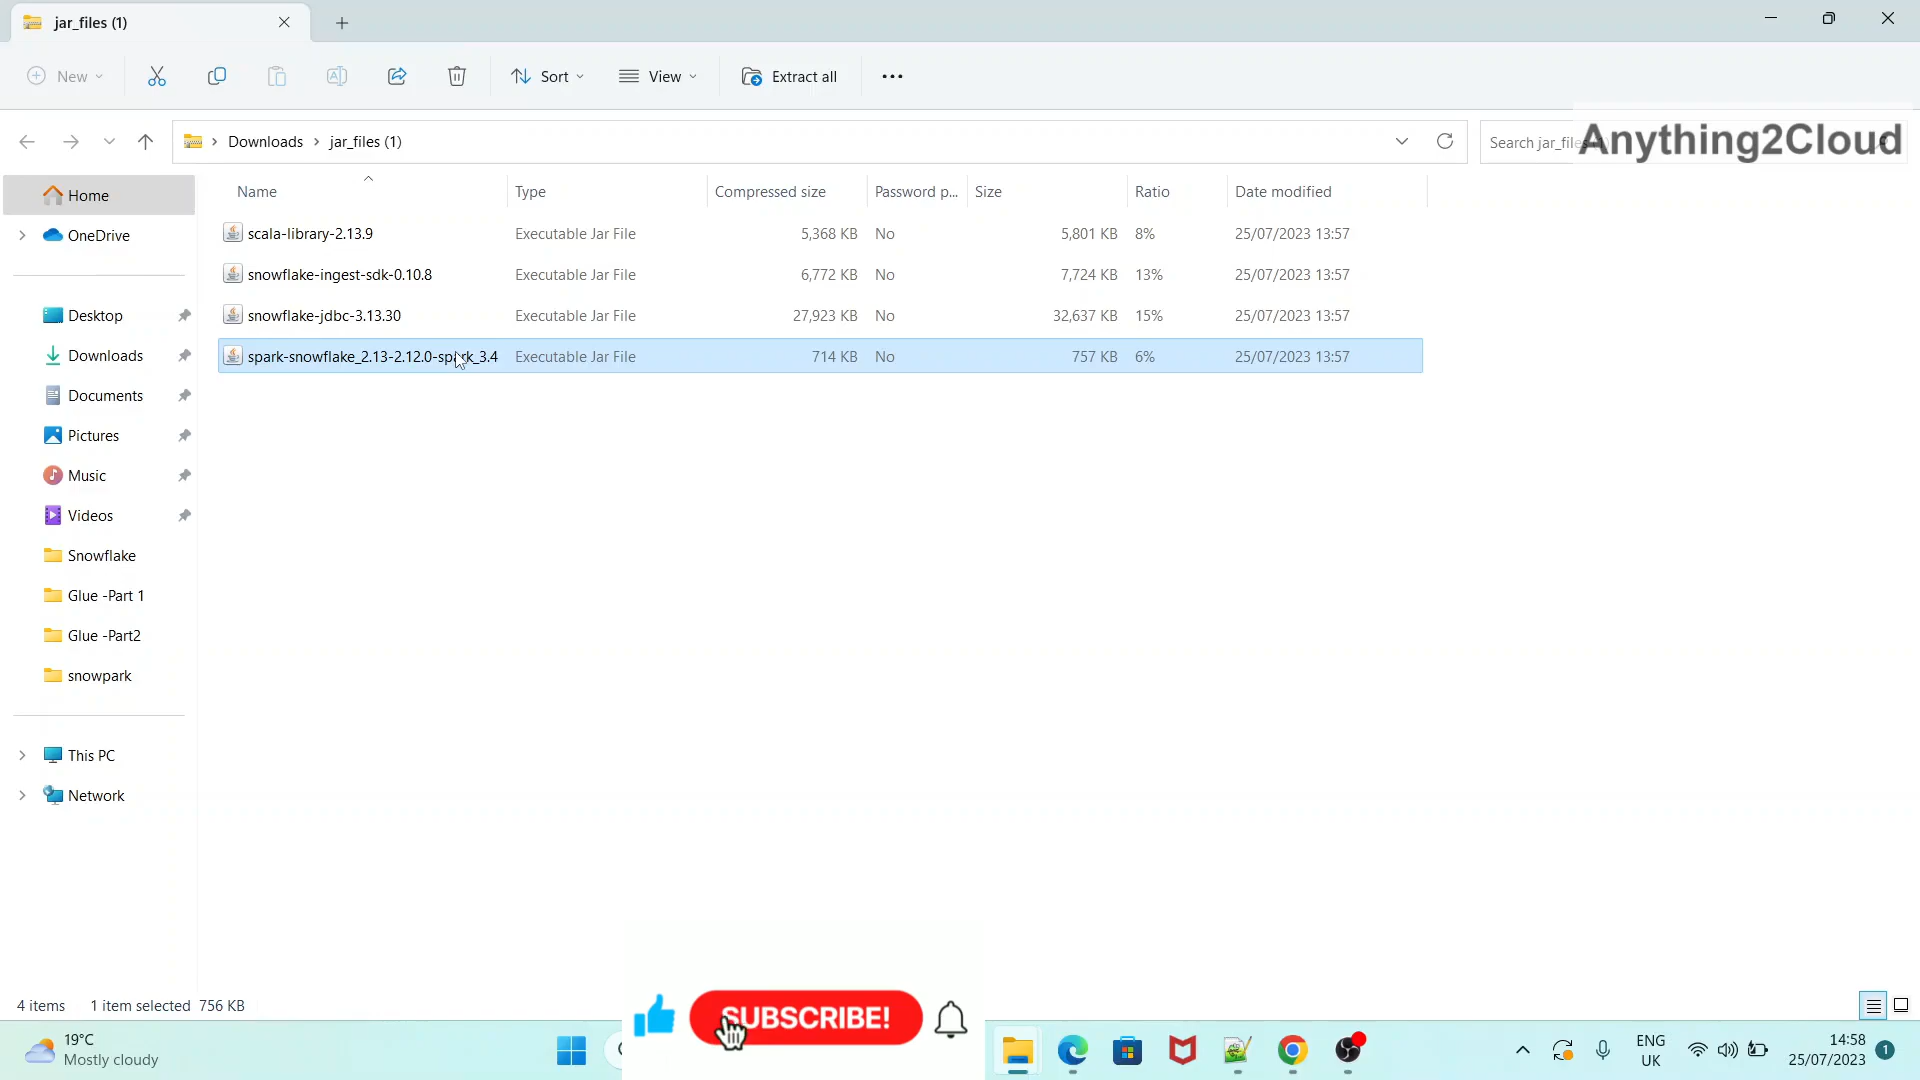 jar_files (1)
New
Sort
View
Extract all
Downloads
jar_files (1)
Search jar_file
Anything2Cloud
Name
Type
Compressed size
Password p...
Size
Ratio
Date modified
scala-library-2.13.9 Executable Jar File 5,368 KB No 5,801 KB 8% 25/07/2023 13:57
snowflake-ingest-sdk-0.10.8 Executable Jar File 6,772 KB No 7,724 KB 13% 25/07/2023 13:57
snowflake-jdbc-3.13.30 Executable Jar File 27,923 KB No 32,637 KB 15% 25/07/2023 13:57
spark-snowflake_2.13-2.12.0-spark_3.4 Executable Jar File 714 KB No 757 KB 6% 25/07/2023 13:57
Home
OneDrive
Desktop
Downloads
Documents
Pictures
Music
Videos
Snowflake
Glue -Part 1
Glue -Part2
snowpark
This PC
Network
4 items 1 item selected 756 KB
SUBSCRIBE!
19°C
Mostly cloudy
ENG
UK
14:58
25/07/2023
1